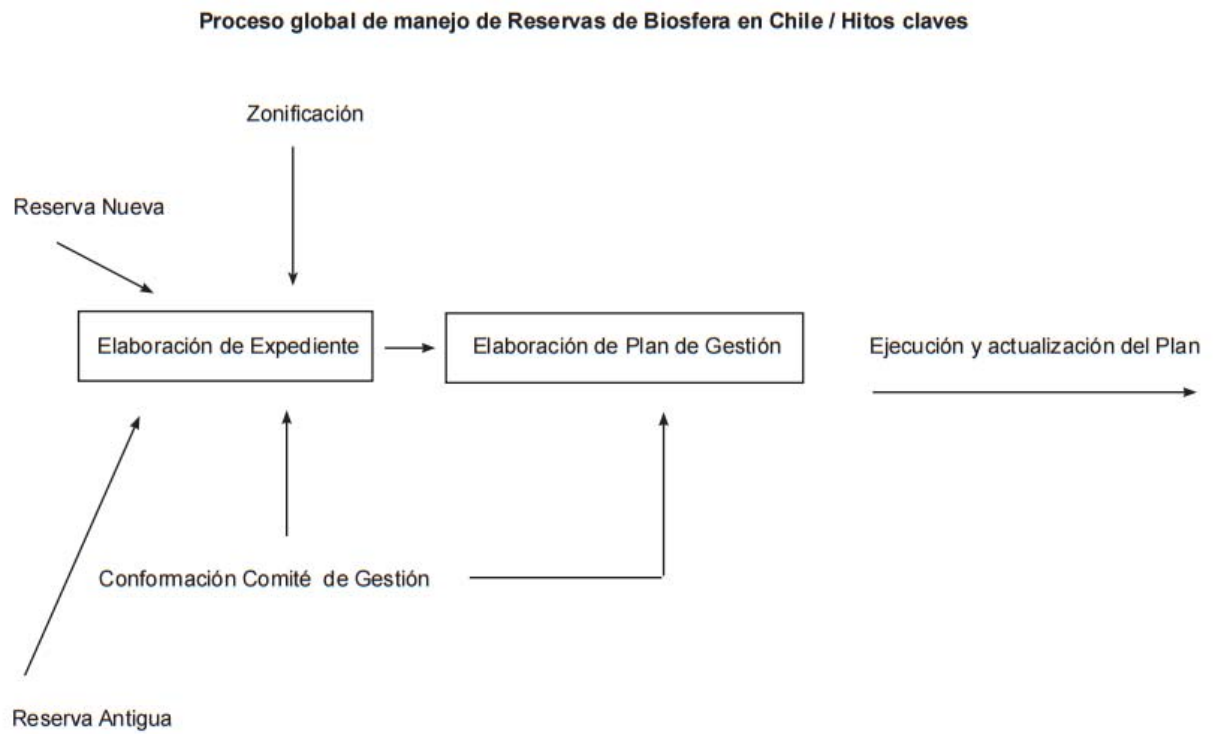 Proceso global de manejo de Reservas de Biosfera en Chile / Hitos claves
Zonificación
Reserva Nueva
Elaboración de Expediente
Elaboración de Plan de Gestión
Ejecución y actualización del Plan
Conformación Comité de Gestión
Reserva Antigua